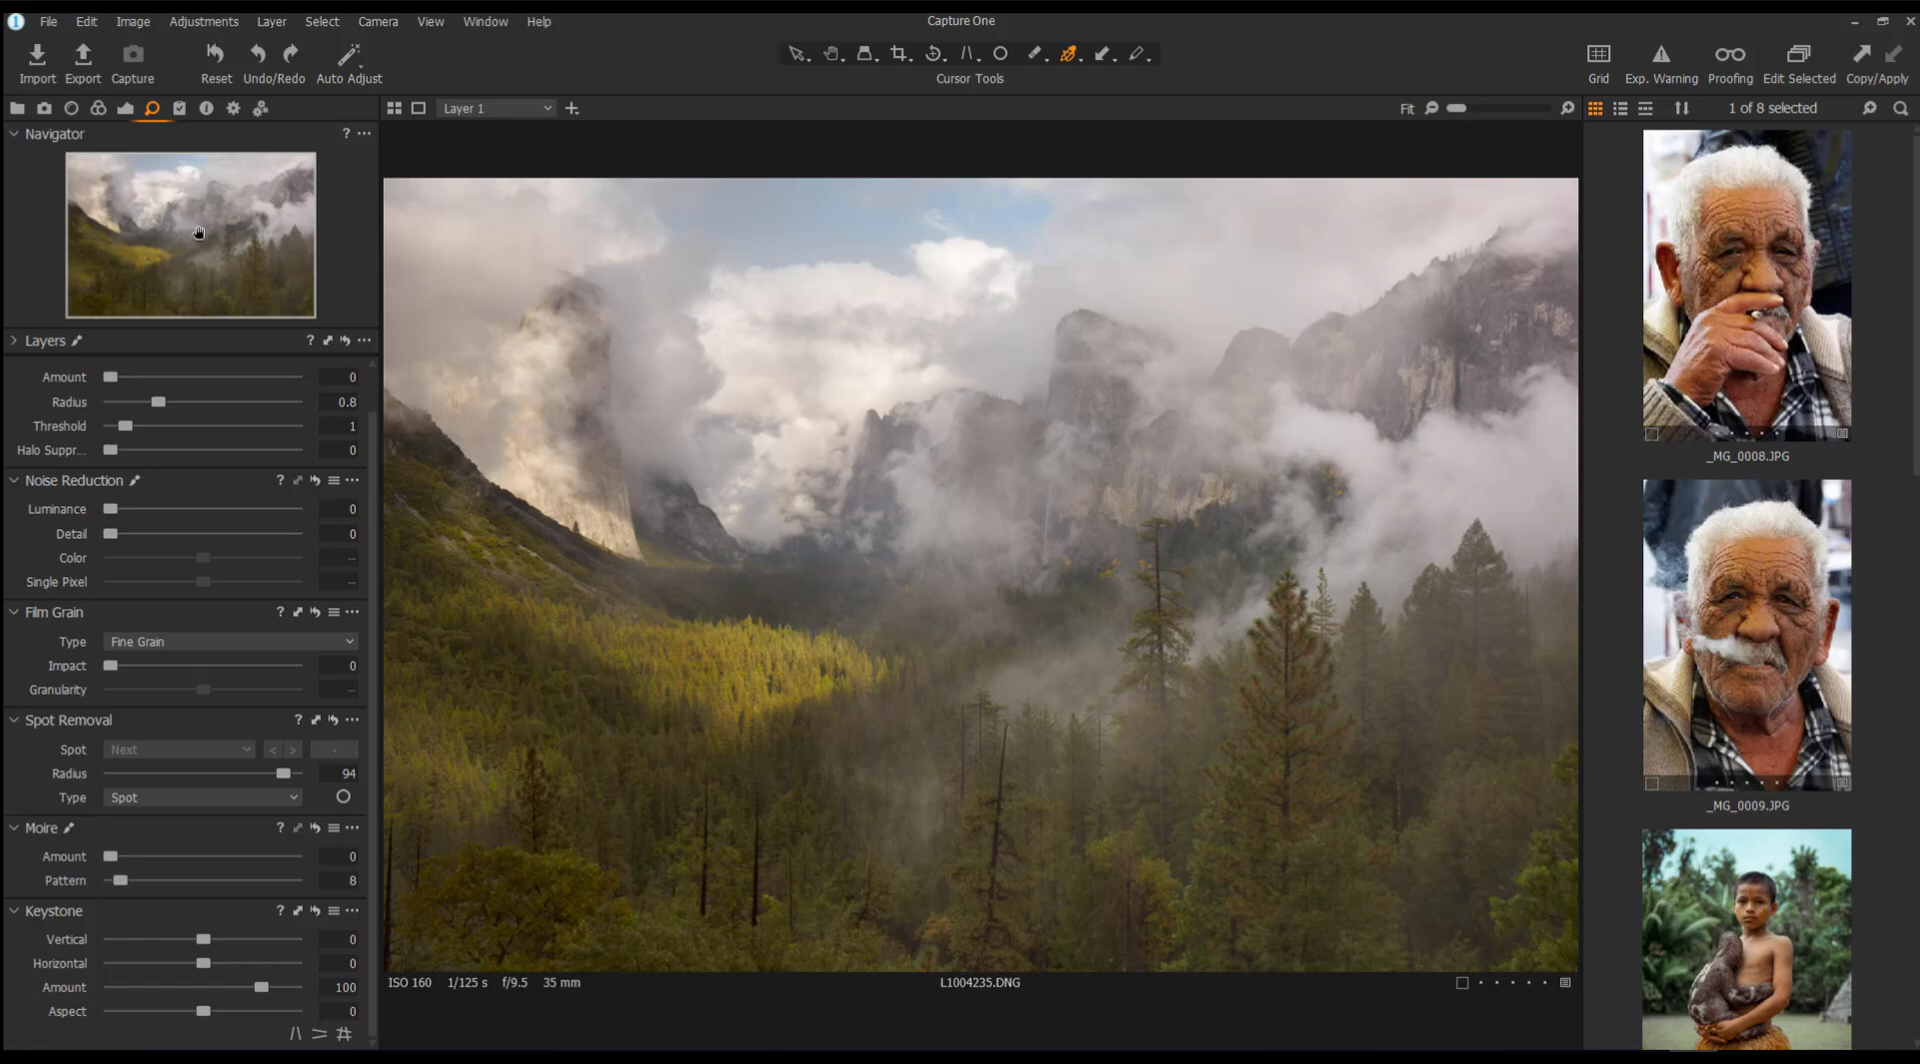 1 File Edit Image Adjustments Layer Select Camera View Window Help Capture One
Import Export Capture Reset Undo/Redo Auto Adjust Cursor Tools Grid Exp. Warning Proofing Edit Selected Copy/Apply
Layer 1 Fit 1 of 8 selected
Navigator ?
Layers ?
Amount 0
Radius 0.8
Threshold 1
Halo Suppr... 0
Noise Reduction ?
Luminance 0
Detail 0
Color --
Single Pixel --
Film Grain ?
Type Fine Grain
Impact 0
Granularity --
Spot Removal ?
Spot Next < > -
Radius 94
Type Spot
Moire ?
Amount 0
Pattern 8
Keystone ?
Vertical 0
Horizontal 0
Amount 100
Aspect 0
ISO 160 1/125 s f/9.5 35 mm L1004235.DNG
_MG_0008.JPG
_MG_0009.JPG